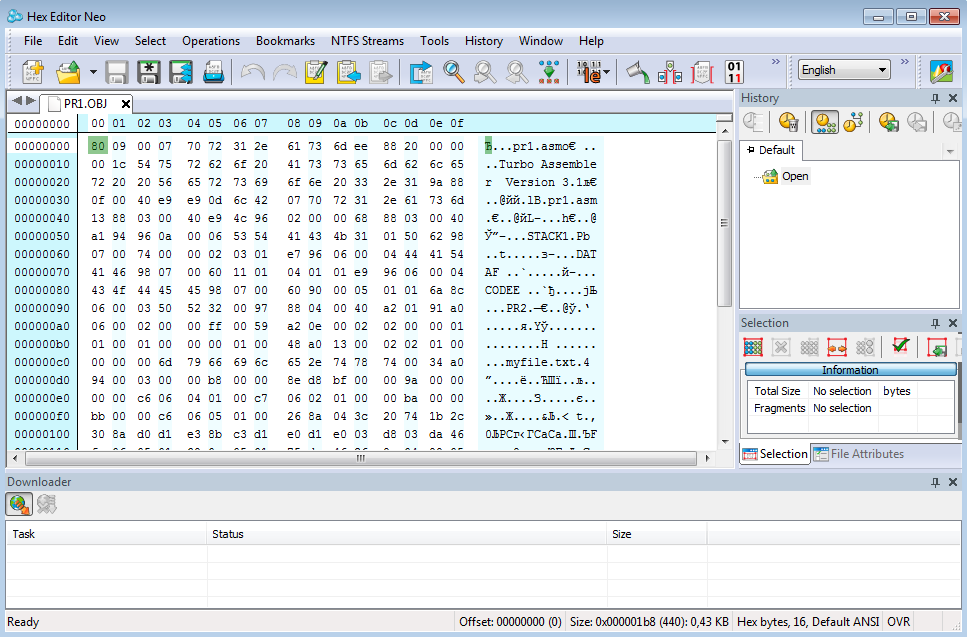 Hex Editor Neo
File Edit View Select Operations Bookmarks NTFS Streams Tools History Window Help
English
PR1.OBJ
00000000 00 01 02 03 04 05 06 07 08 09 0a 0b 0c 0d 0e 0f
00000000 80 09 00 07 70 72 31 2e 61 73 6d ee 88 20 00 00 Ђ...pr1.asmо€ ..
00000010 00 1c 54 75 72 62 6f 20 41 73 73 65 6d 62 6c 65 ..Turbo Assemble
00000020 72 20 20 56 65 72 73 69 6f 6e 20 33 2e 31 9a 88 r  Version 3.1љ€
00000030 0f 00 40 e9 e9 0d 6c 42 07 70 72 31 2e 61 73 6d ..@йй.lB.pr1.asm
00000040 13 88 03 00 40 e9 4c 96 02 00 00 68 88 03 00 40 .€..@йL–...h€..@
00000050 a1 94 96 0a 00 06 53 54 41 43 4b 31 01 50 62 98 Ў”–...STACK1.Pb
00000060 07 00 74 00 00 02 03 01 e7 96 06 00 04 44 41 54 ..t.....з–...DAT
00000070 41 46 98 07 00 60 11 01 04 01 01 e9 96 06 00 04 AF ..`.....й–...
00000080 43 4f 44 45 45 98 07 00 60 90 00 05 01 01 6a 8c CODEE ..`ђ....jЊ
00000090 06 00 03 50 52 32 00 97 88 04 00 40 a2 01 91 a0 ...PR2.—€..@ў.‘
000000a0 06 00 02 00 00 ff 00 59 a2 0e 00 02 02 00 00 01 .....я.Yў.......
000000b0 01 00 01 00 00 00 01 00 48 a0 13 00 02 02 01 00 ........H ......
000000c0 00 00 00 6d 79 66 69 6c 65 2e 74 78 74 00 34 a0 ...myfile.txt.4
000000d0 94 00 03 00 00 b8 00 00 8e d8 bf 00 00 9a 00 00 ”....ё..ЋШї..љ..
000000e0 00 00 c6 06 04 01 00 c7 06 02 01 00 00 ba 00 00 ..Ж....З.....є..
000000f0 bb 00 00 c6 06 05 01 00 26 8a 04 3c 20 74 1b 2c »..Ж....&Љ.< t.,
00000100 30 8a d0 d1 e3 8b c3 d1 e0 d1 e0 03 d8 03 da 46 0ЉРСг‹ГСаСа.Ш.ЪF
History
Default
Open
Selection
Information
Total Size No selection bytes
Fragments No selection
Selection File Attributes
Downloader
Task Status Size
Ready Offset: 00000000 (0) Size: 0x000001b8 (440): 0,43 KB Hex bytes, 16, Default ANSI OVR